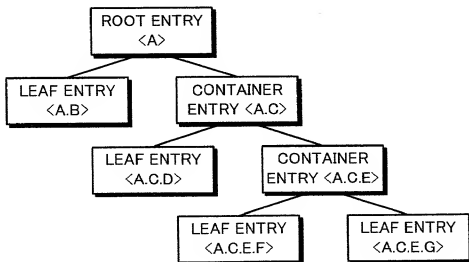 ROOT ENTRY
<A>
LEAF ENTRY
<A.B>
CONTAINER
ENTRY <A.C>
LEAF ENTRY
<A.C.D>
CONTAINER
ENTRY <A.C.E>
LEAF ENTRY
<A.C.E.F>
LEAF ENTRY
<A.C.E.G>